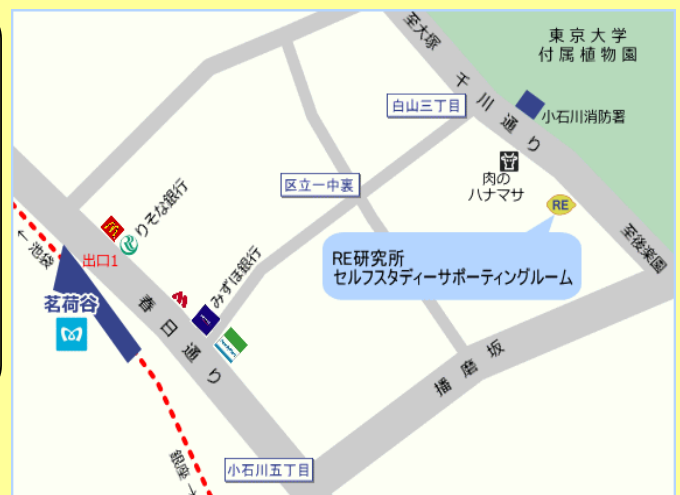 至大塚
東京大学
付属植物園
千川通り
白山三丁目
小石川消防署
肉の
ハナマサ
区立一中裏
りそな銀行
RE
至後楽園
← 池袋
出口1
RE研究所
セルフスタディーサポーティングルーム
みずほ銀行
茗荷谷
春日通り
播磨坂
銀座 →
小石川五丁目